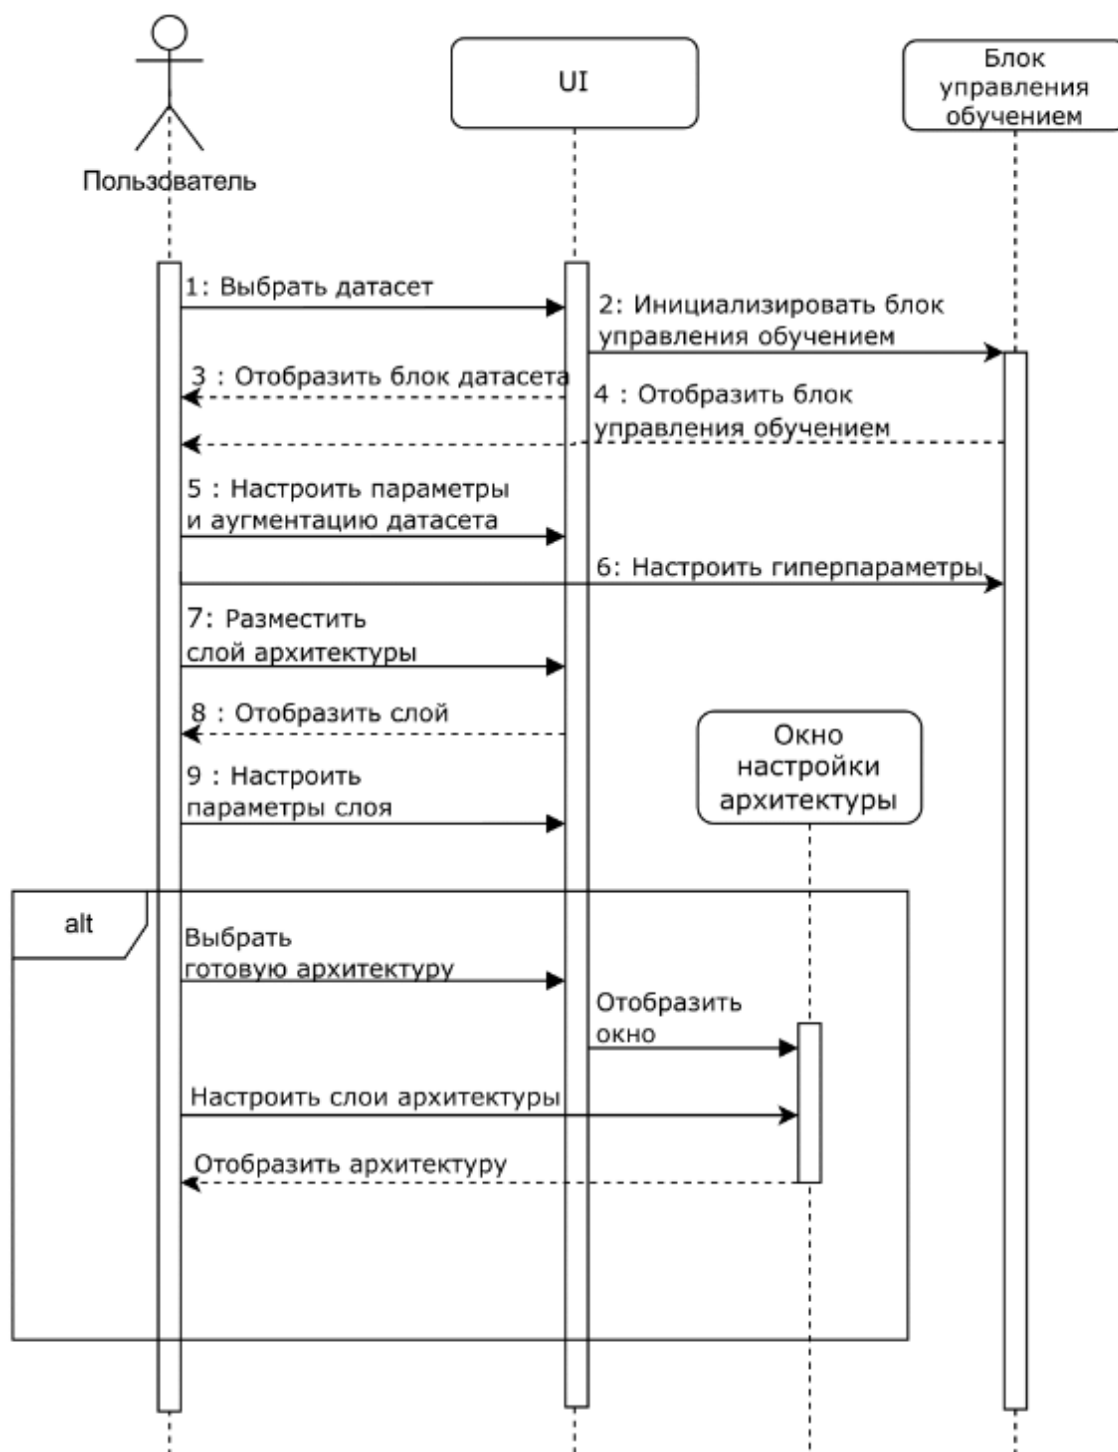 Пользователь
UI
Блок
управления
обучением
1: Выбрать датасет
2: Инициализировать блок
управления обучением
3 : Отобразить блок датасета
4 : Отобразить блок
управления обучением
5 : Настроить параметры
и аугментацию датасета
6: Настроить гиперпараметры
7: Разместить
слой архитектуры
8 : Отобразить слой
Окно
настройки
архитектуры
9 : Настроить
параметры слоя
alt
Выбрать
готовую архитектуру
Отобразить
окно
Настроить слои архитектуры
Отобразить архитектуру